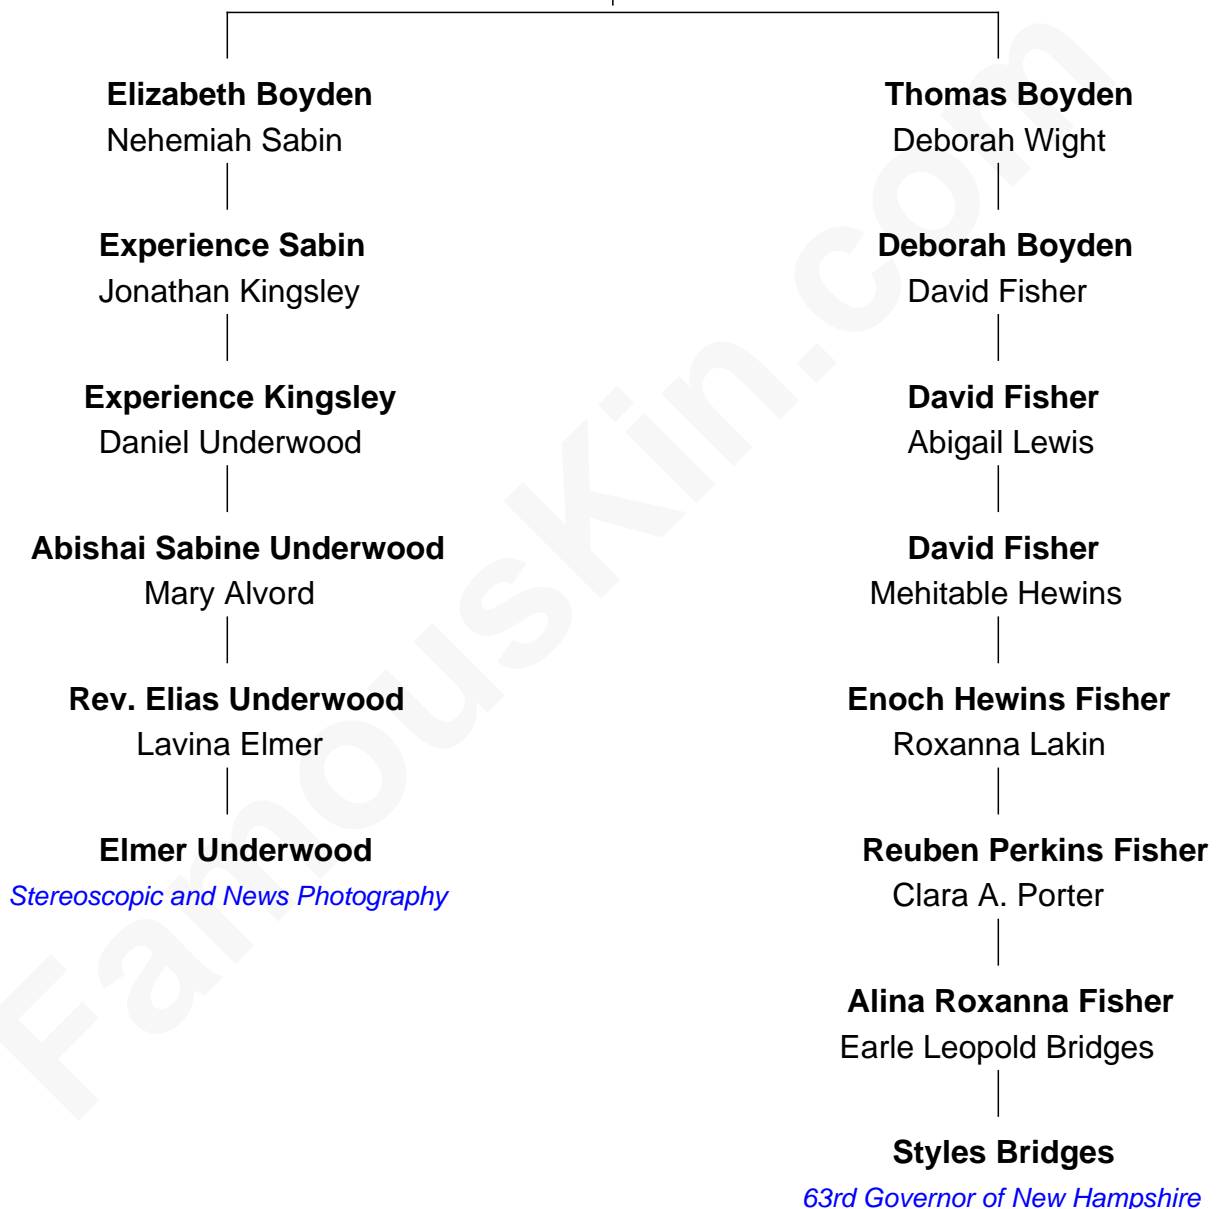 Elizabeth Boyden
Nehemiah Sabin
Experience Sabin
Jonathan Kingsley
Experience Kingsley
Daniel Underwood
Abishai Sabine Underwood
Mary Alvord
Rev. Elias Underwood
Lavina Elmer
Elmer Underwood
Stereoscopic and News Photography
Thomas Boyden
Deborah Wight
Deborah Boyden
David Fisher
David Fisher
Abigail Lewis
David Fisher
Mehitable Hewins
Enoch Hewins Fisher
Roxanna Lakin
Reuben Perkins Fisher
Clara A. Porter
Alina Roxanna Fisher
Earle Leopold Bridges
Styles Bridges
63rd Governor of New Hampshire
FamousKin.com